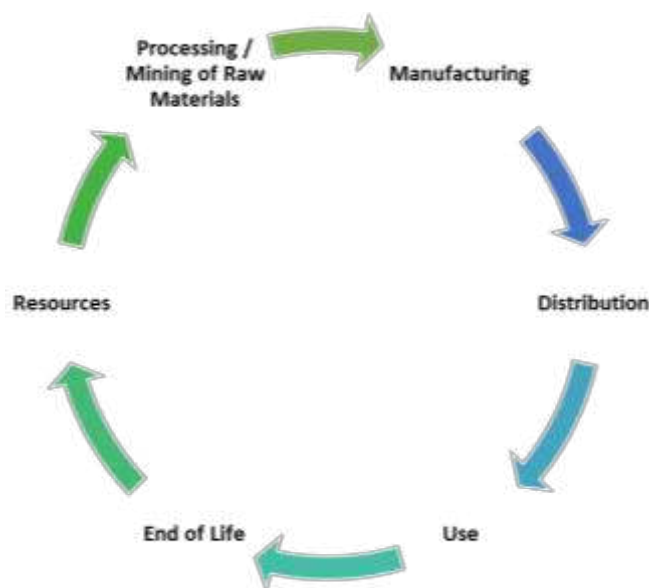 Processing /
Mining of Raw
Materials
Manufacturing
Distribution
Use
End of Life
Resources